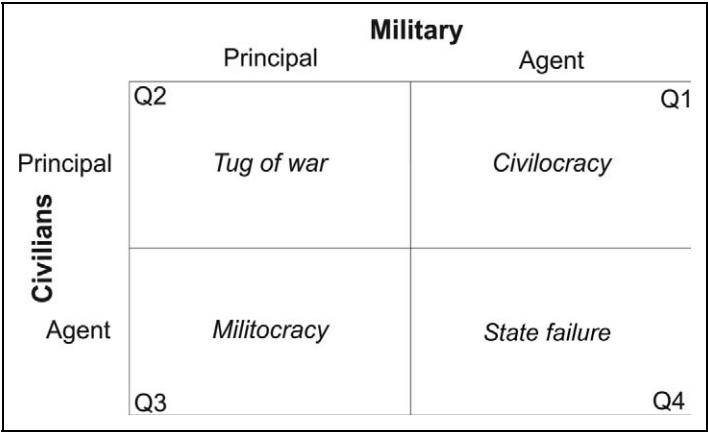 Military
Principal Agent
Q2 Q1
Principal Tug of war Civilocracy
Civilians
Agent Militocracy State failure
Q3 Q4